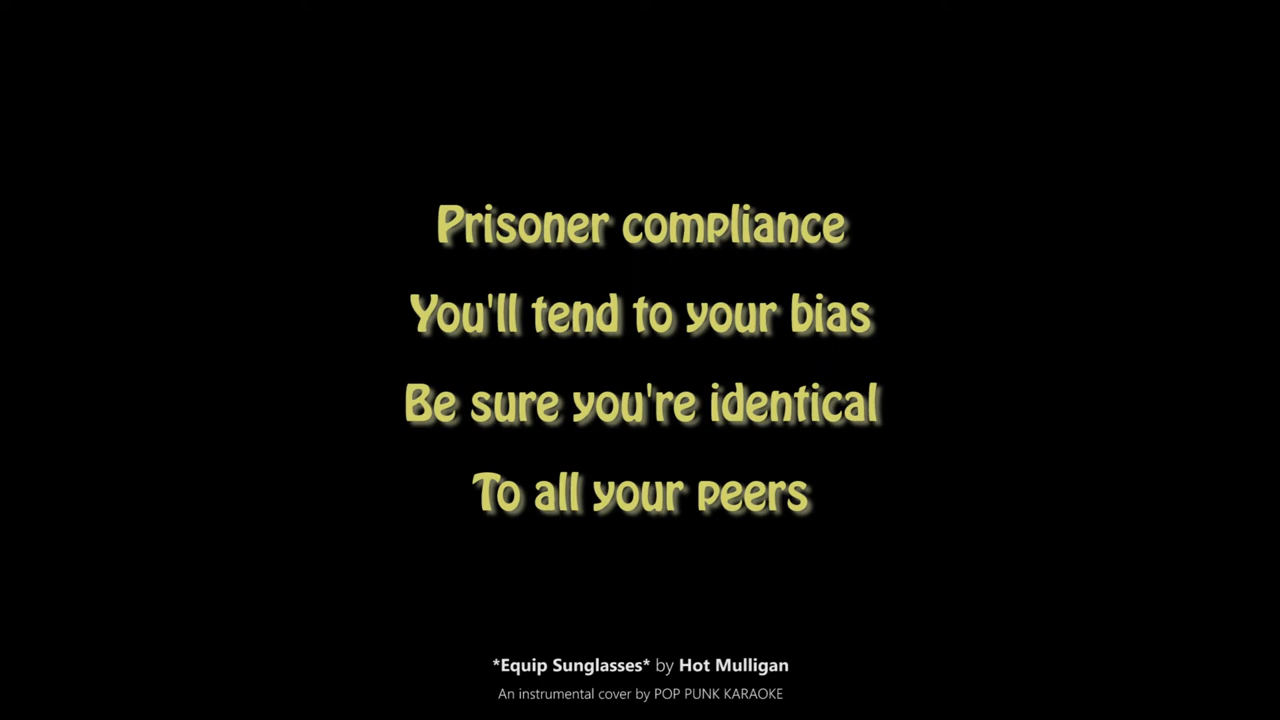 Prisoner compliance
You'll tend to your bias
Be sure you're identical
To all your peers
*Equip Sunglasses* by Hot Mulligan
An instrumental cover by POP PUNK KARAOKE